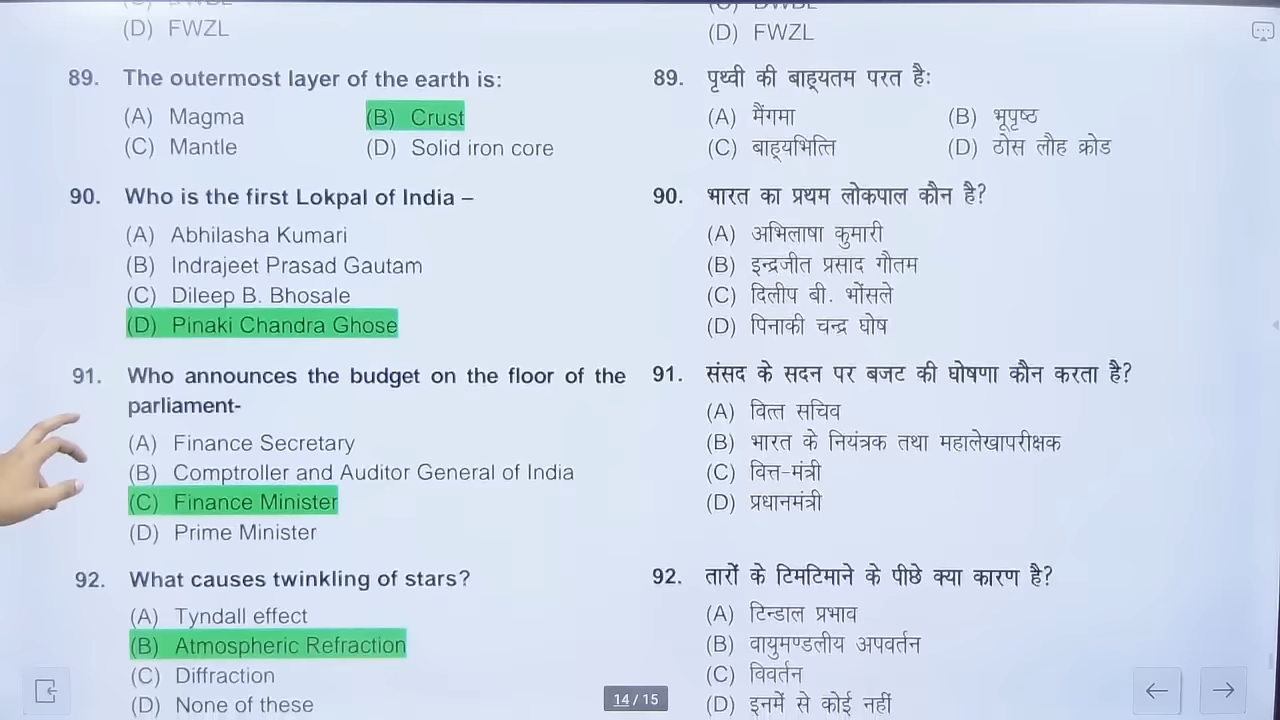 (D) FWZL
89. The outermost layer of the earth is:
(A) Magma (B) Crust
(C) Mantle (D) Solid iron core
90. Who is the first Lokpal of India –
(A) Abhilasha Kumari
(B) Indrajeet Prasad Gautam
(C) Dileep B. Bhosale
(D) Pinaki Chandra Ghose
91. Who announces the budget on the floor of the
parliament-
(A) Finance Secretary
(B) Comptroller and Auditor General of India
(C) Finance Minister
(D) Prime Minister
92. What causes twinkling of stars?
(A) Tyndall effect
(B) Atmospheric Refraction
(C) Diffraction
(D) None of these
(D) FWZL
89. पृथ्वी की बाह्यतम परत है:
(A) मैंगमा (B) भूपृष्ठ
(C) बाह्यभित्ति (D) ठोस लौह क्रोड
90. भारत का प्रथम लोकपाल कौन है?
(A) अभिलाषा कुमारी
(B) इन्द्रजीत प्रसाद गौतम
(C) दिलीप बी. भोंसले
(D) पिनाकी चन्द्र घोष
91. संसद के सदन पर बजट की घोषणा कौन करता है?
(A) वित्त सचिव
(B) भारत के नियंत्रक तथा महालेखापरीक्षक
(C) वित्त-मंत्री
(D) प्रधानमंत्री
92. तारों के टिमटिमाने के पीछे क्या कारण है?
(A) टिन्डाल प्रभाव
(B) वायुमण्डलीय अपवर्तन
(C) विवर्तन
(D) इनमें से कोई नहीं
14 / 15